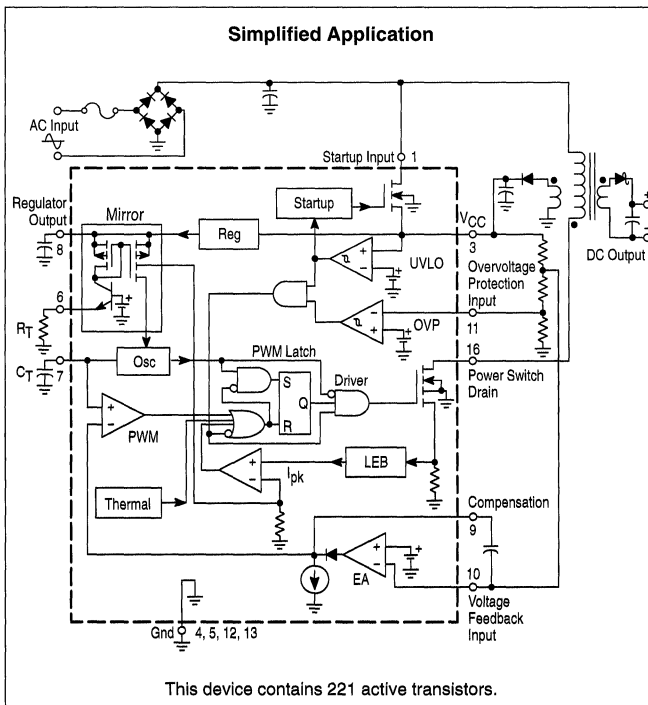 Simplified Application
AC Input
Startup Input
1
Regulator
Output
8
Mirror
Startup
Reg
VCC
3
DC Output
+
−
UVLO
+
−
Overvoltage
Protection
Input
11
OVP
+
−
6
RT
CT
7
Osc
PWM Latch
S
Q
R
Driver
16
Power Switch
Drain
+
−
PWM
LEB
+
−
Ipk
Thermal
Compensation
9
+
−
EA
10
Voltage
Feedback
Input
Gnd
4, 5, 12, 13
This device contains 221 active transistors.